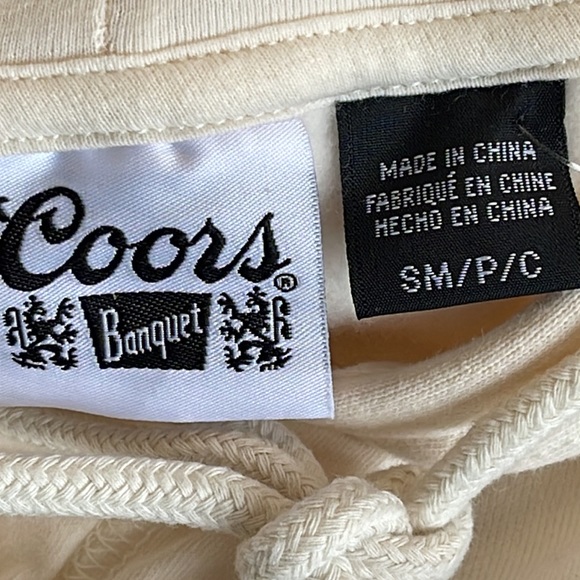 Coors®
Banquet
A R
MADE IN CHINA
FABRIQUÉ EN CHINE
HECHO EN CHINA
SM/P/C